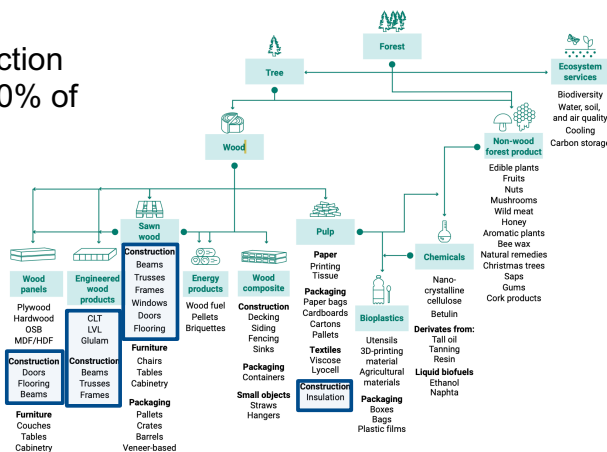 ction
0% of
Forest
Tree
Ecosystem
services
Biodiversity
Water, soil,
and air quality
Cooling
Carbon storage
Wood
Non-wood
forest product
Edible plants
Fruits
Nuts
Mushrooms
Wild meat
Honey
Aromatic plants
Bee wax
Natural remedies
Christmas trees
Saps
Gums
Cork products
Wood
panels
Plywood
Hardwood
OSB
MDF/HDF
Construction
Doors
Flooring
Beams
Furniture
Couches
Tables
Cabinetry
Engineered
wood
products
CLT
LVL
Glulam
Construction
Beams
Trusses
Frames
Sawn
wood
Construction
Beams
Trusses
Frames
Windows
Doors
Flooring
Furniture
Chairs
Tables
Cabinetry
Packaging
Pallets
Crates
Barrels
Veneer-based
Energy
products
Wood fuel
Pellets
Briquettes
Wood
composite
Construction
Decking
Siding
Fencing
Sinks
Packaging
Containers
Small objects
Straws
Hangers
Pulp
Paper
Printing
Tissue
Packaging
Paper bags
Cardboards
Cartons
Pallets
Textiles
Viscose
Lyocell
Construction
Insulation
Bioplastics
Utensils
3D-printing
material
Agricultural
materials
Packaging
Boxes
Bags
Plastic films
Chemicals
Nano-
crystalline
cellulose
Betulin
Derivates from:
Tall oil
Tanning
Resin
Liquid biofuels
Ethanol
Naphta